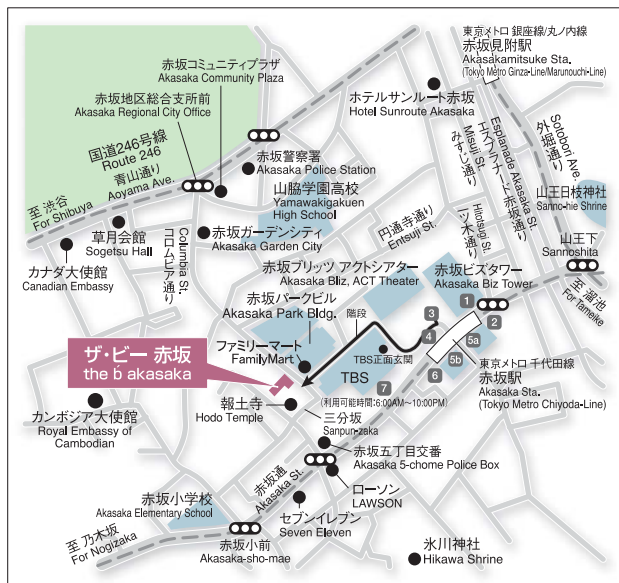 東京メトロ 銀座線/丸ノ内線
赤坂見附駅
Akasakamitsuke Sta.
(Tokyo Metro Ginza-Line/Marunouchi-Line)
赤坂コミュニティプラザ
Akasaka Community Plaza
赤坂地区総合支所前
Akasaka Regional City Office
国道246号線
Route 246
青山通り
Aoyama Ave.
至 渋谷
For Shibuya
ホテルサンルート赤坂
Hotel Sunroute Akasaka
赤坂警察署
Akasaka Police Station
山脇学園高校
Yamawakigakuen
High School
みすじ通り
Misuji St.
エスプラナード赤坂通り
Esplanade Akasaka St.
外堀通り
Sotobori Ave.
山王日枝神社
Sanno-hie Shrine
一ツ木通り
Hitotsugi St.
円通寺通り
Entsuji St.
山王下
Sannoshita
至 溜池
For Tameike
草月会館
Sogetsu Hall
カナダ大使館
Canadian Embassy
コロムビア通り
Columbia St.
赤坂ガーデンシティ
Akasaka Garden City
赤坂ブリッツ アクトシアター
Akasaka Bliz, ACT Theater
赤坂ビズタワー
Akasaka Biz Tower
赤坂パークビル
Akasaka Park Bldg.
階段
1
2
3
4
5a
5b
6
7
ファミリーマート
FamilyMart
TBS正面玄関
TBS
(利用可能時間：6:00AM〜10:00PM)
東京メトロ 千代田線
赤坂駅
Akasaka Sta.
(Tokyo Metro Chiyoda-Line)
ザ・ビー 赤坂
the b akasaka
報土寺
Hodo Temple
三分坂
Sanpun-zaka
カンボジア大使館
Royal Embassy of
Cambodian
赤坂五丁目交番
Akasaka 5-chome Police Box
赤坂通
Akasaka St.
ローソン
LAWSON
赤坂小学校
Akasaka Elementary School
セブンイレブン
Seven Eleven
至 乃木坂
For Nogizaka
赤坂小前
Akasaka-sho-mae
氷川神社
Hikawa Shrine